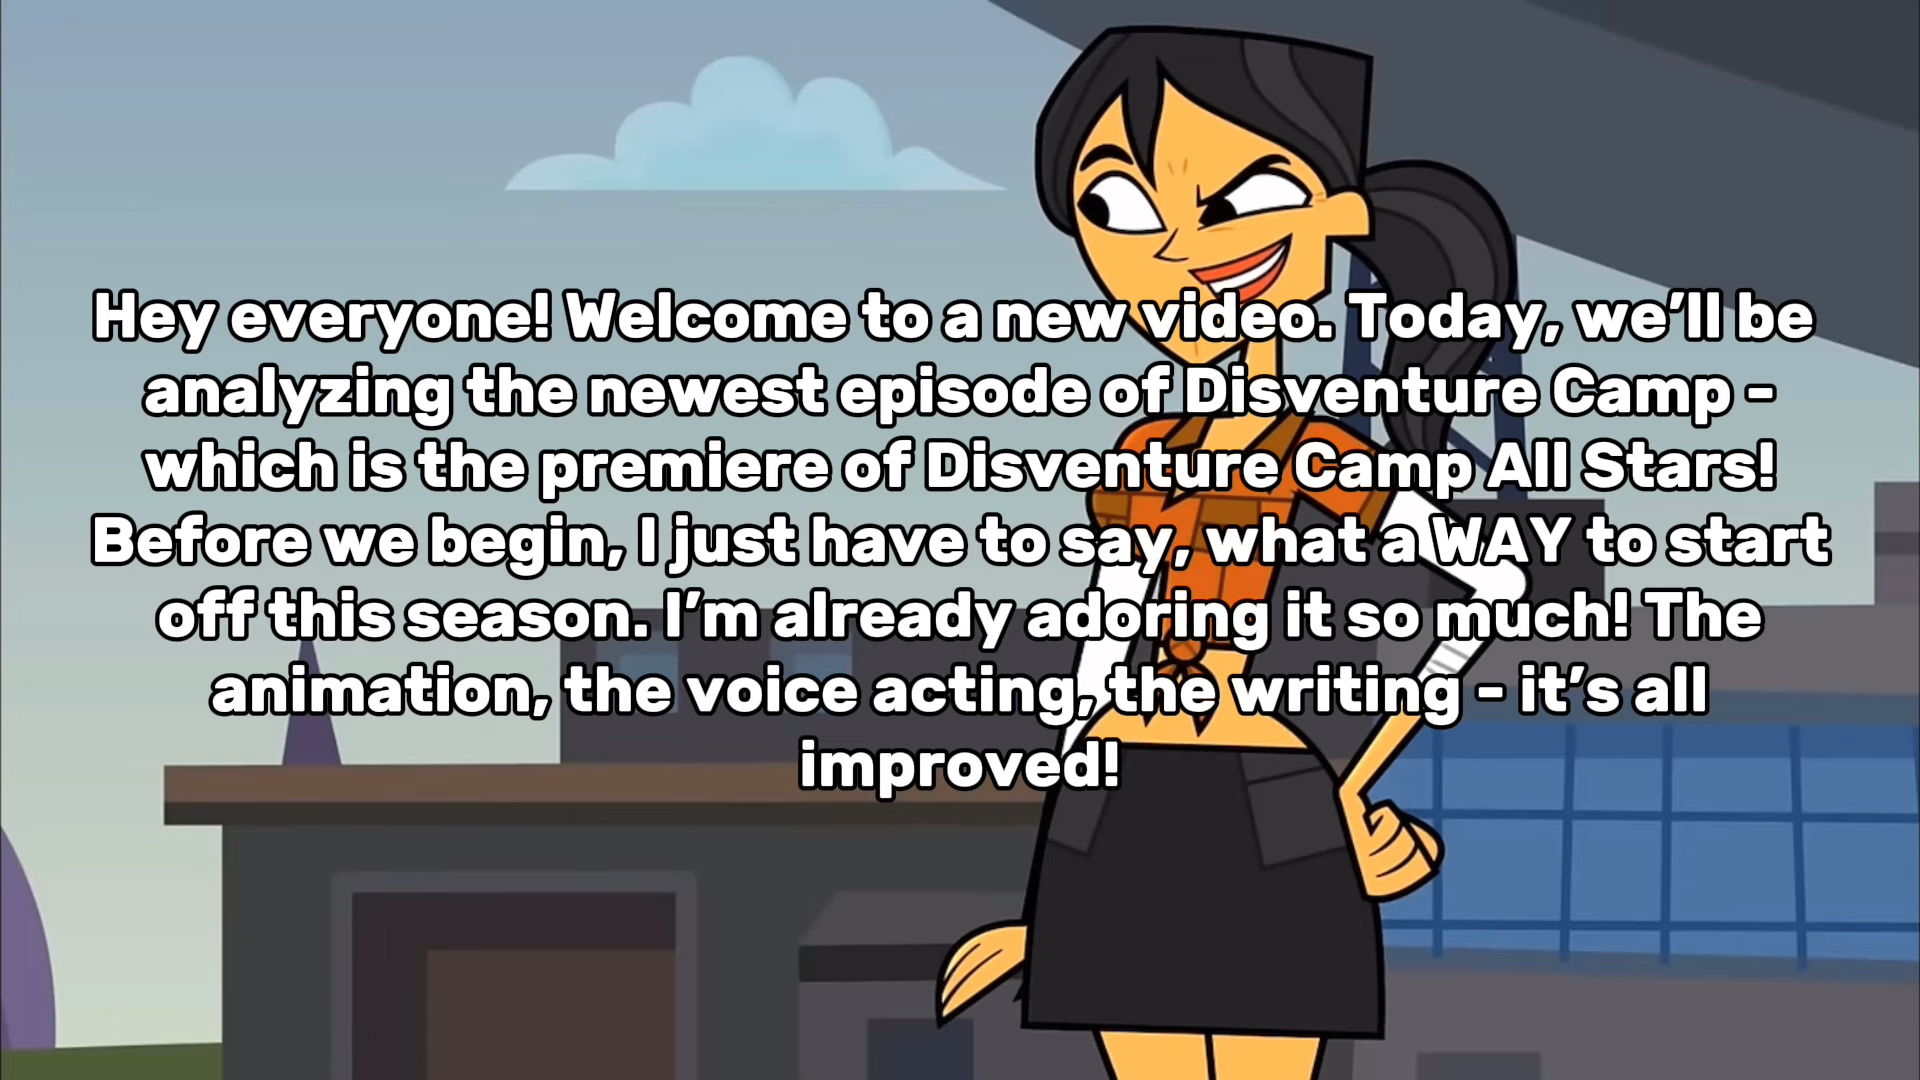 Hey everyone! Welcome to a new video. Today, we’ll be
analyzing the newest episode of Disventure Camp -
which is the premiere of Disventure Camp All Stars!
Before we begin, I just have to say, what a WAY to start
off this season. I’m already adoring it so much! The
animation, the voice acting, the writing - it’s all
improved!